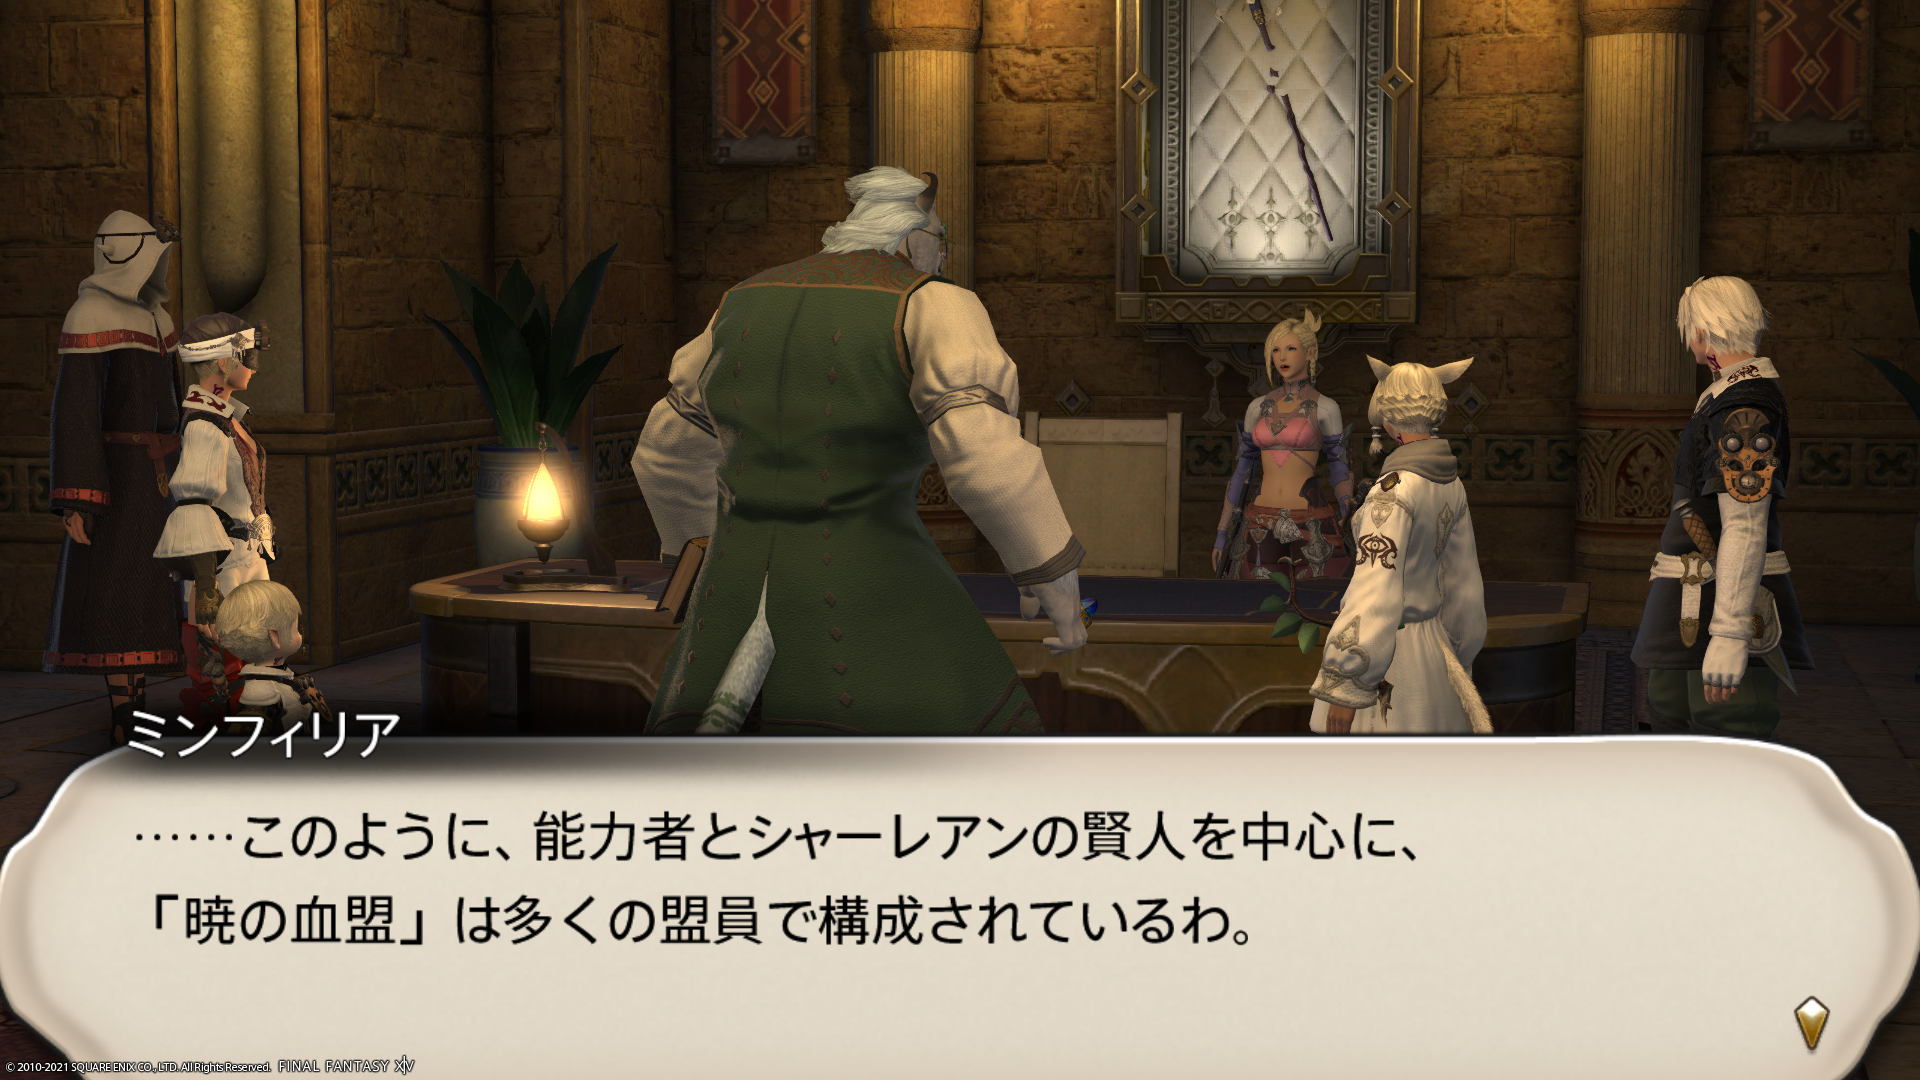 ミンフィリア
……このように、能力者とシャーレアンの賢人を中心に、
「暁の血盟」は多くの盟員で構成されているわ。
© 2010-2021 SQUARE ENIX CO., LTD. All Rights Reserved. FINAL FANTASY XIV